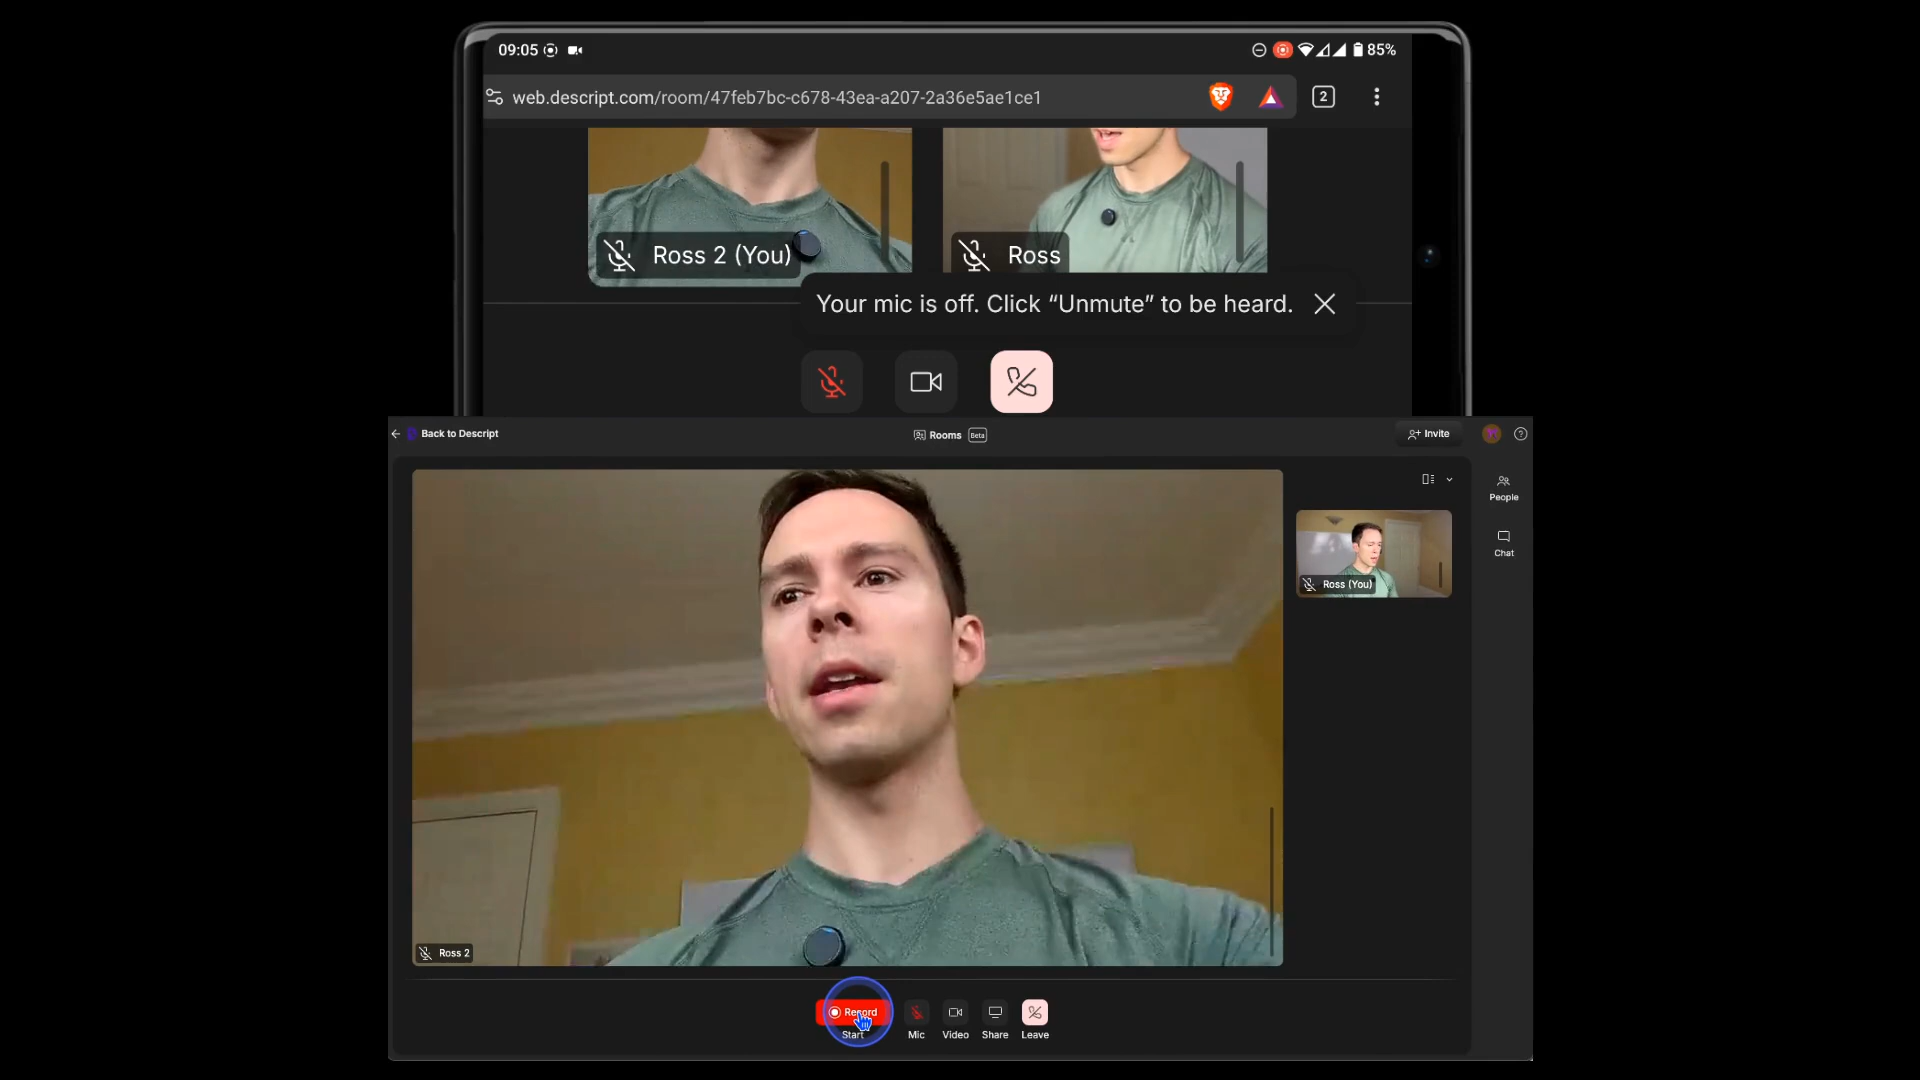 09:05
85%
web.descript.com/room/47feb7bc-c678-43ea-a207-2a36e5ae1ce1
2
Ross 2 (You)
Ross
Your mic is off. Click “Unmute” to be heard.
Back to Descript
Rooms Beta
Invite
People
Ross (You)
Chat
Ross 2
Record
Start
Mic
Video
Share
Leave